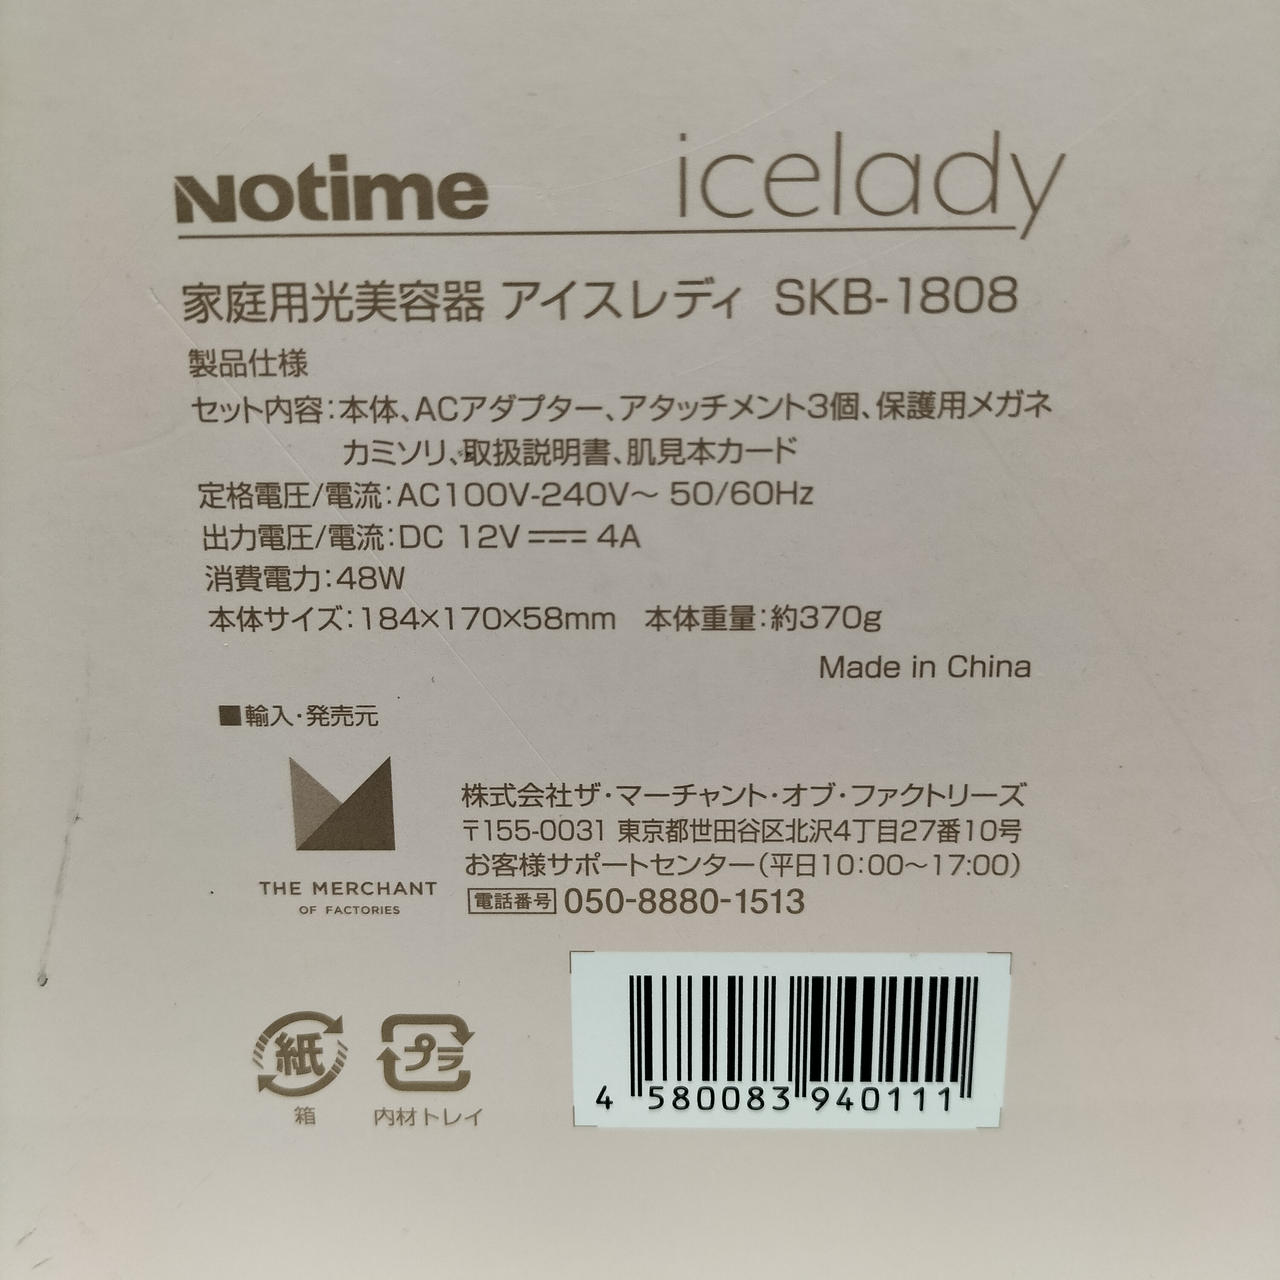 Notime icelady
家庭用光美容器 アイスレディ SKB-1808
製品仕様
セット内容:本体、ACアダプター、アタッチメント3個、保護用メガネ
カミソリ、取扱説明書、肌見本カード
定格電圧/電流:AC100V-240V～ 50/60Hz
出力電圧/電流:DC 12V⎓4A
消費電力:48W
本体サイズ:184×170×58mm 本体重量:約370g
Made in China
■輸入・発売元
株式会社ザ・マーチャント・オブ・ファクトリーズ
〒155-0031 東京都世田谷区北沢4丁目27番10号
お客様サポートセンター(平日10:00～17:00)
電話番号 050-8880-1513
THE MERCHANT
OF FACTORIES
紙
箱
プラ
内材トレイ
4 580083 940111